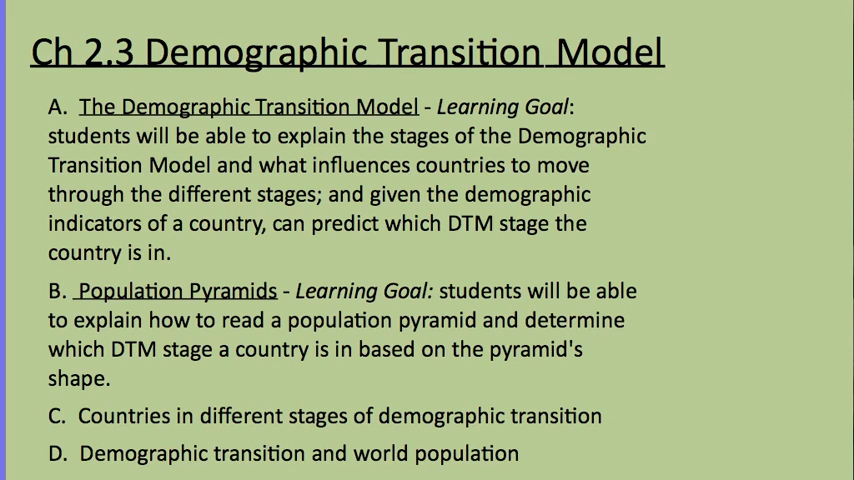 Ch 2.3 Demographic Transition Model
A. The Demographic Transition Model - Learning Goal:
students will be able to explain the stages of the Demographic
Transition Model and what influences countries to move
through the different stages; and given the demographic
indicators of a country, can predict which DTM stage the
country is in.
B. Population Pyramids - Learning Goal: students will be able
to explain how to read a population pyramid and determine
which DTM stage a country is in based on the pyramid's
shape.
C. Countries in different stages of demographic transition
D. Demographic transition and world population